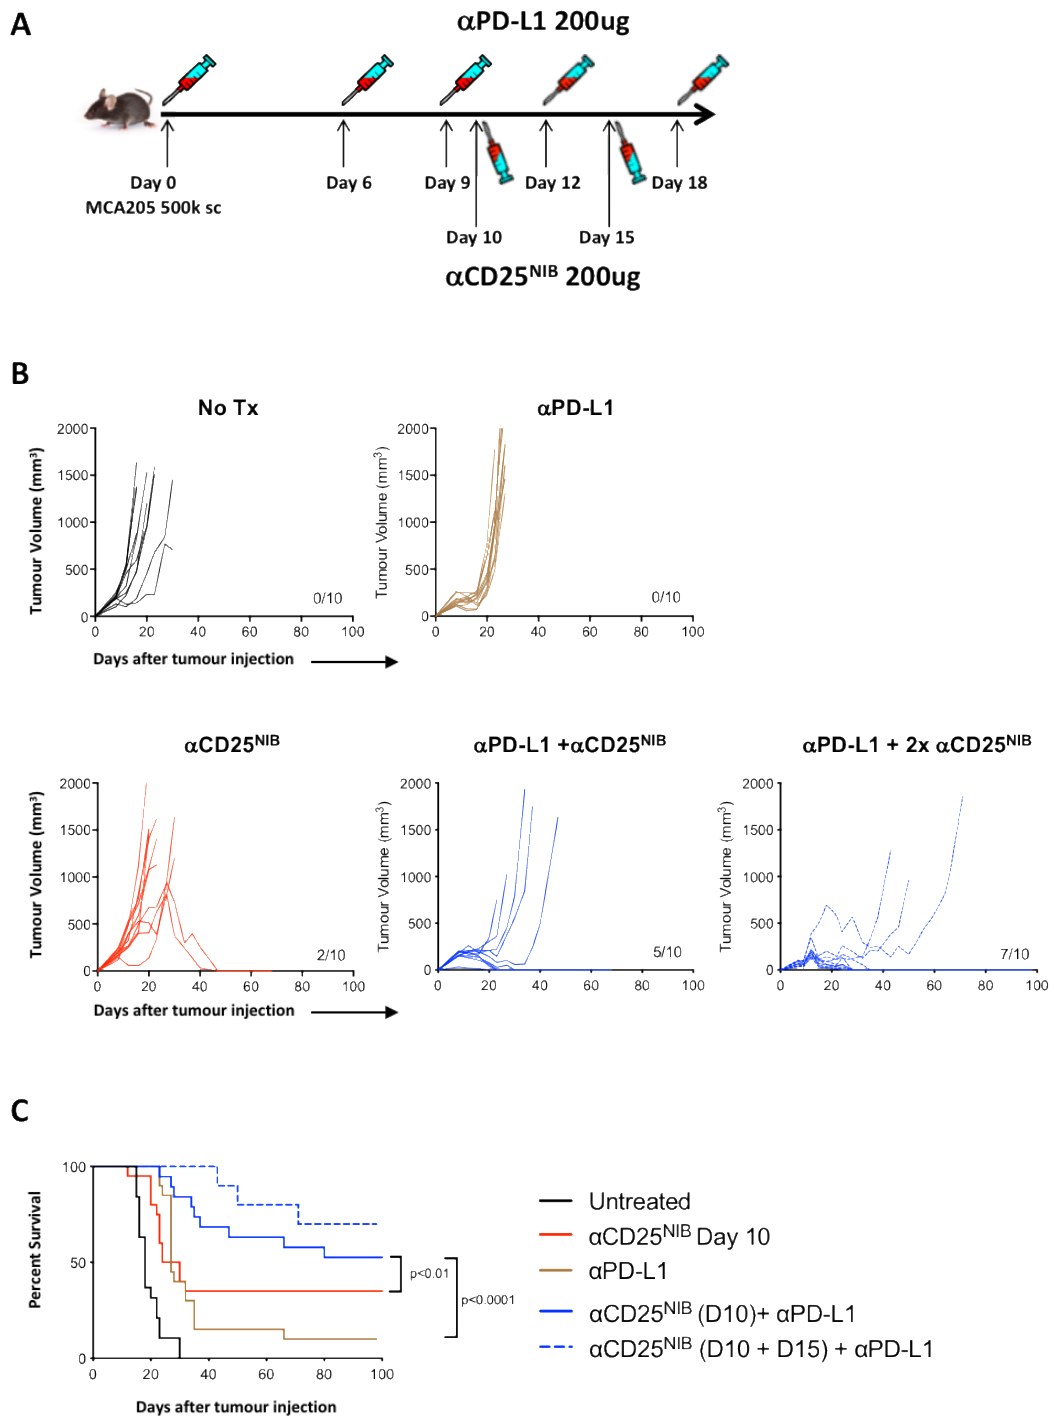 A
αPD-L1 200ug
Day 0
Day 6
Day 9
Day 12
Day 18
MCA205 500k sc
Day 10
Day 15
αCD25NIB 200ug
B
No Tx
αPD-L1
Tumour Volume (mm³)
2000
1500
1000
500
0
0/10
0 20 40 60 80 100
Days after tumour injection
Tumour Volume (mm³)
2000
1500
1000
500
0
0/10
0 20 40 60 80 100
αCD25NIB
αPD-L1 +αCD25NIB
αPD-L1 + 2x αCD25NIB
Tumour Volume (mm³)
2000
1500
1000
500
0
2/10
0 20 40 60 80 100
Days after tumour injection
Tumour Volume (mm³)
2000
1500
1000
500
0
5/10
0 20 40 60 80 100
Tumour Volume (mm³)
2000
1500
1000
500
0
7/10
0 20 40 60 80 100
C
Percent Survival
100
50
0
0 20 40 60 80 100
Days after tumour injection
p<0.01
p<0.0001
Untreated
αCD25NIB Day 10
αPD-L1
αCD25NIB (D10)+ αPD-L1
αCD25NIB (D10 + D15) + αPD-L1